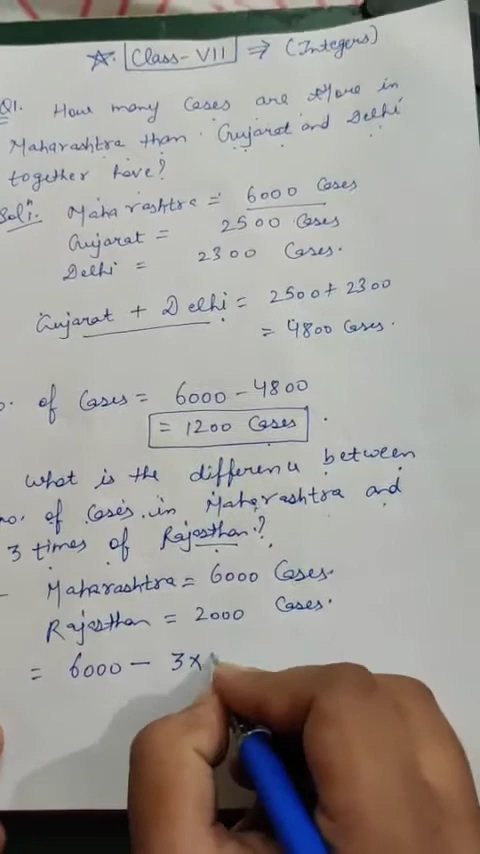 ☆ Class-VII ⇒ (Integers)
Q1. How many Cases are More in
Maharashtra than Gujarat and Delhi
together have?
Solⁿ. Maharashtra = 6000 Cases
Gujarat = 2500 Cases
Delhi = 2300 Cases.
Gujarat + Delhi = 2500 + 2300
= 4800 Cases.
of Cases = 6000 - 4800
= 1200 Cases.
What is the difference between
no. of Cases in Maharashtra and
3 times of Rajasthan?
Maharashtra = 6000 Cases.
Rajasthan = 2000 Cases.
= 6000 - 3×